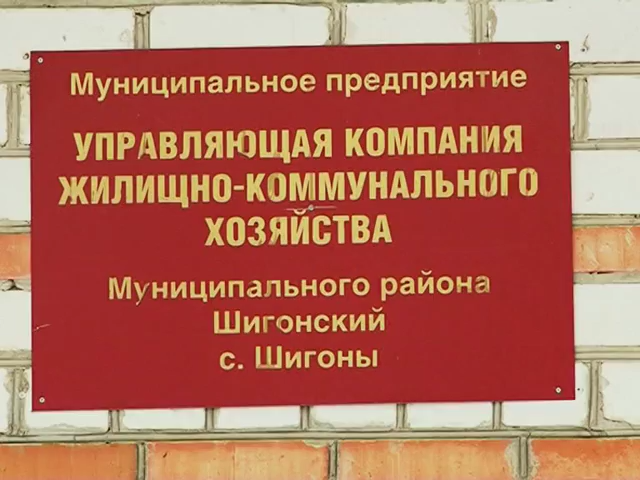 Муниципальное предприятие
УПРАВЛЯЮЩАЯ КОМПАНИЯ
ЖИЛИЩНО-КОММУНАЛЬНОГО
ХОЗЯЙСТВА
Муниципального района
Шигонский
с. Шигоны